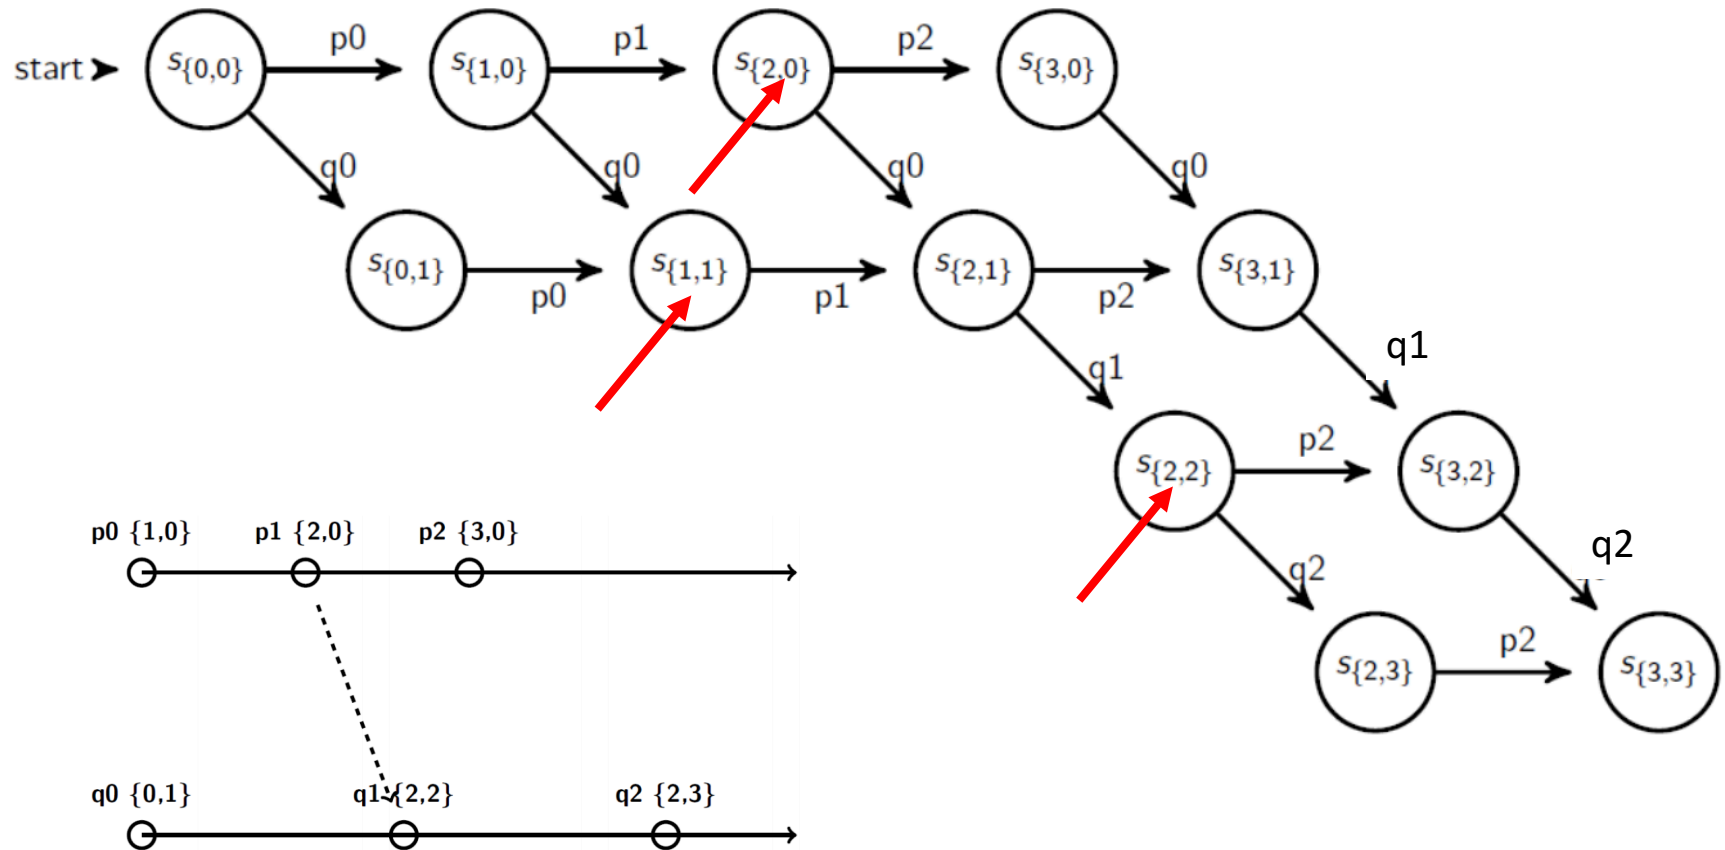 p0 p1 p2
start S{0,0} S{1,0} S{2,0} S{3,0}
q0 q0 q0 q0
S{0,1} S{1,1} S{2,1} S{3,1}
p0 p1 p2
q1 q1
p2
S{2,2} S{3,2}
p0 {1,0} p1 {2,0} p2 {3,0}
q2 q2
p2
S{2,3} S{3,3}
q0 {0,1} q1 {2,2} q2 {2,3}